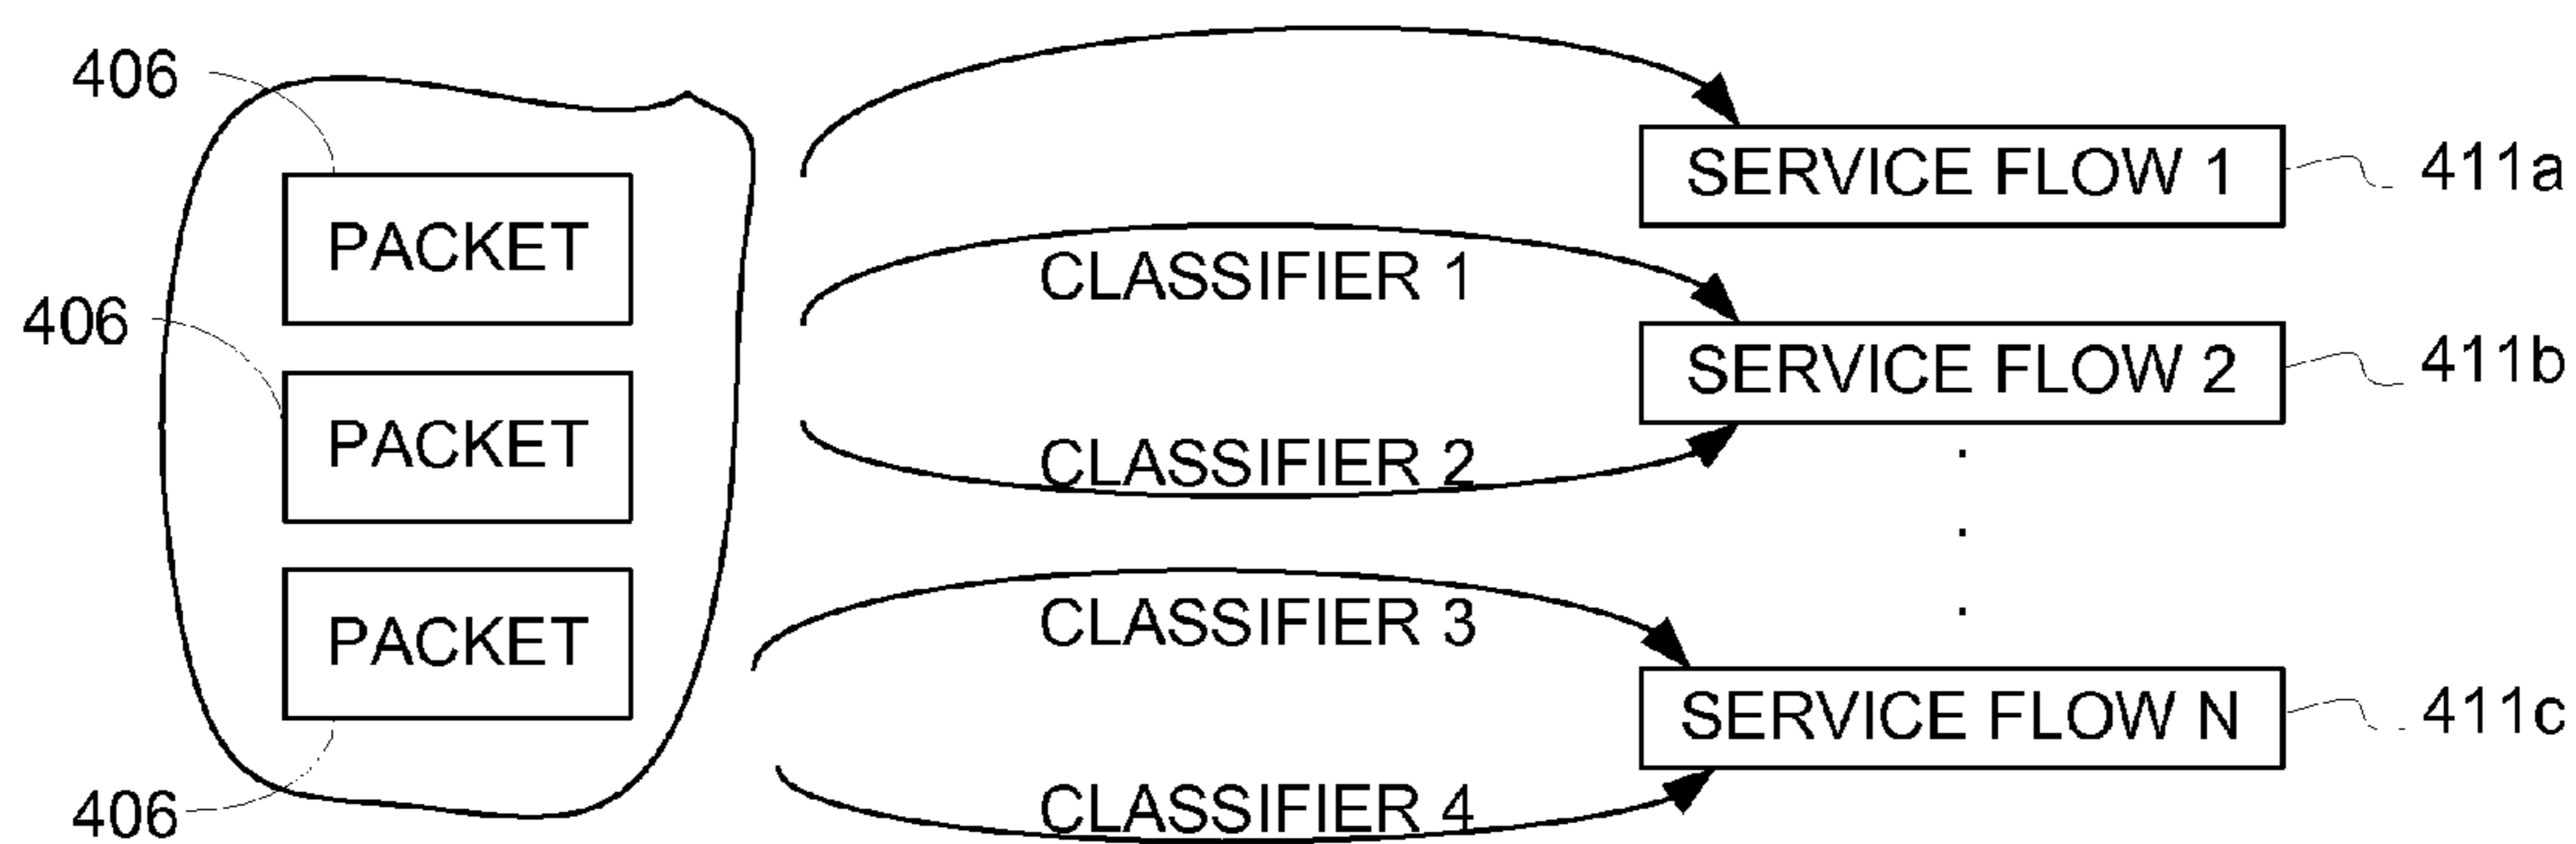 406
PACKET
406
PACKET
PACKET
406
CLASSIFIER 1
CLASSIFIER 2
CLASSIFIER 3
CLASSIFIER 4
SERVICE FLOW 1
411a
SERVICE FLOW 2
411b
.
.
.
SERVICE FLOW N
411c